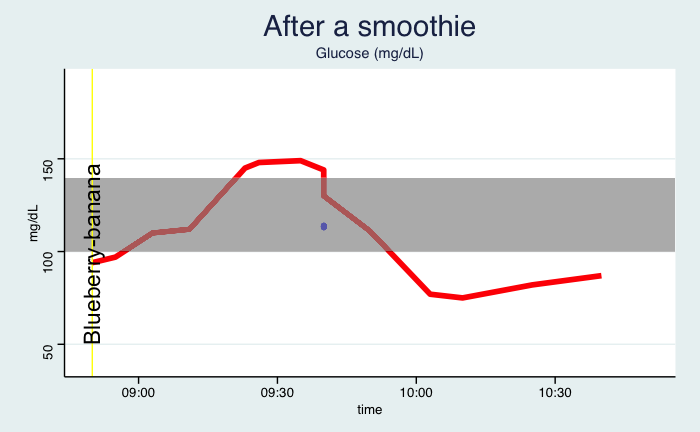 After a smoothie
Glucose (mg/dL)
mg/dL
150
100
50
Blueberry-banana
09:00 09:30 10:00 10:30
time